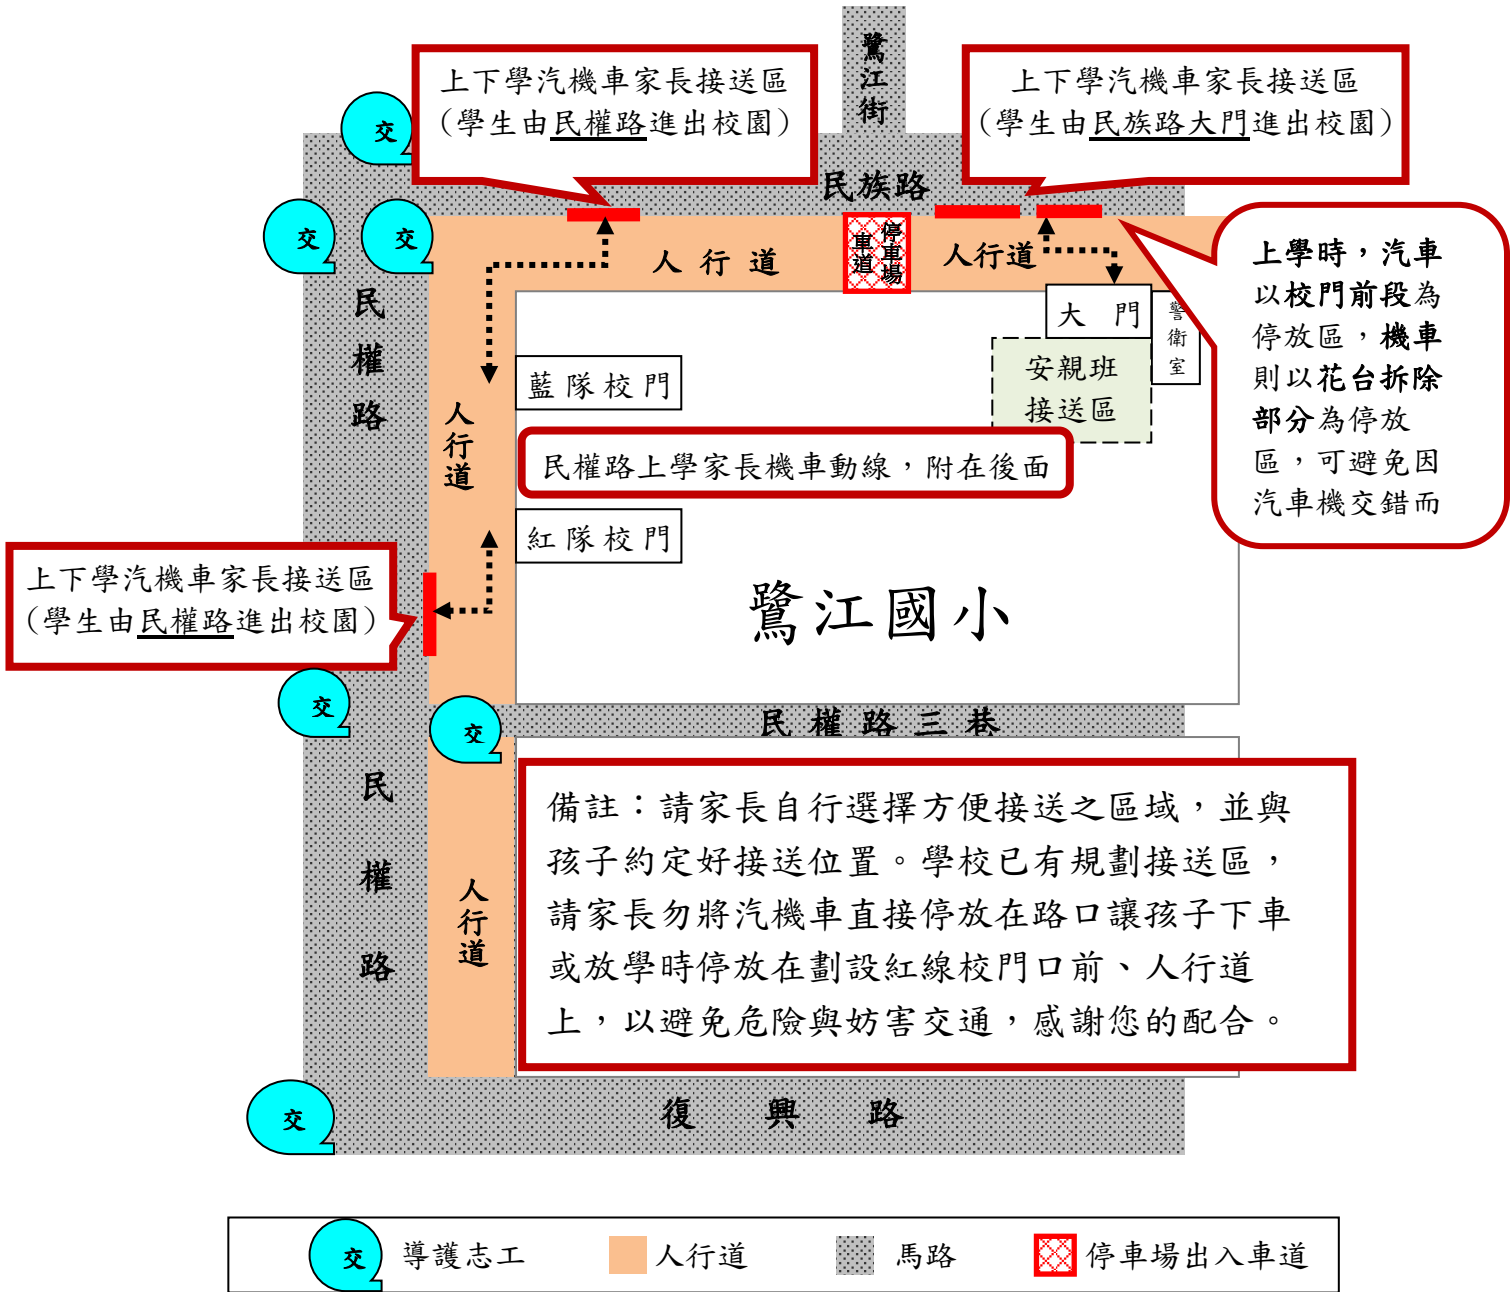 鷺江街
上下學汽機車家長接送區
(學生由民權路進出校園)
上下學汽機車家長接送區
(學生由民族路大門進出校園)
交
民族路
交
交
人行道
停車場
車道
人行道
上學時，汽車
以校門前段為
停放區，機車
則以花台拆除
部分為停放
區，可避免因
汽車機交錯而
民權路
大門
警衛室
安親班
接送區
藍隊校門
人行道
民權路上學家長機車動線，附在後面
紅隊校門
上下學汽機車家長接送區
(學生由民權路進出校園)
鷺江國小
交
交
民權路三巷
民權路
人行道
備註：請家長自行選擇方便接送之區域，並與
孩子約定好接送位置。學校已有規劃接送區，
請家長勿將汽機車直接停放在路口讓孩子下車
或放學時停放在劃設紅線校門口前、人行道
上，以避免危險與妨害交通，感謝您的配合。
交
復興路
交
導護志工
人行道
馬路
停車場出入車道